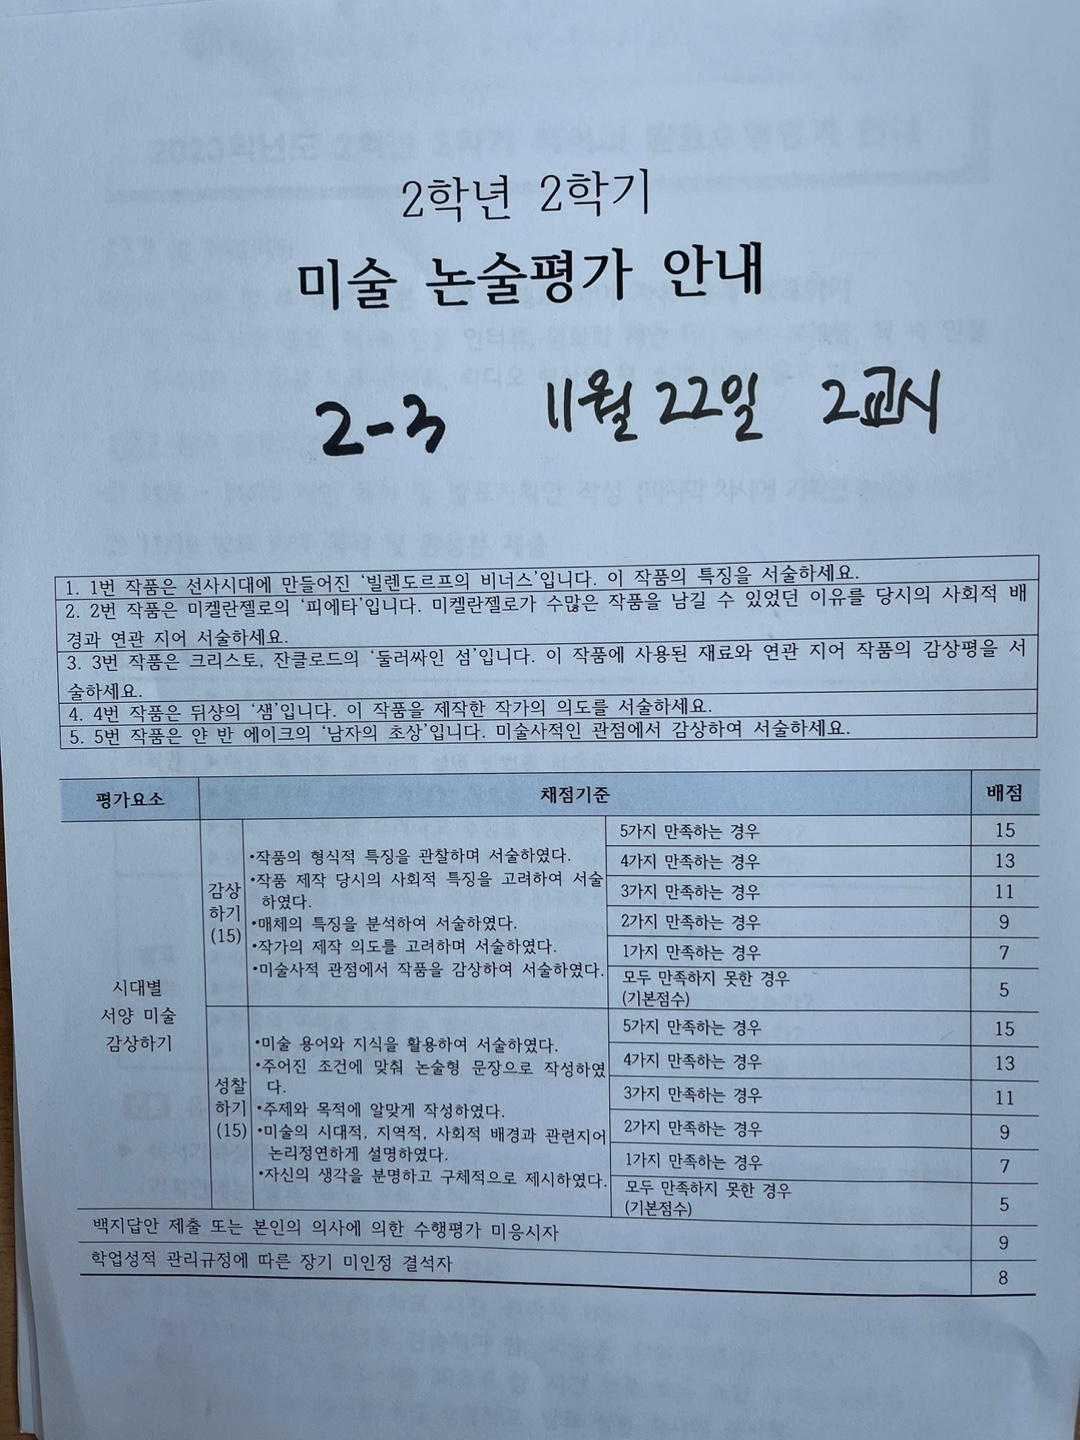 2학년 2학기
미술 논술평가 안내
2-3 11월 22일 2교시
1. 1번 작품은 선사시대에 만들어진 '빌렌도르프의 비너스'입니다. 이 작품의 특징을 서술하세요.
2. 2번 작품은 미켈란젤로의 '피에타'입니다. 미켈란젤로가 수많은 작품을 남길 수 있었던 이유를 당시의 사회적 배
경과 연관 지어 서술하세요.
3. 3번 작품은 크리스토, 잔클로드의 '둘러싸인 섬'입니다. 이 작품에 사용된 재료와 연관 지어 작품의 감상평을 서
술하세요.
4. 4번 작품은 뒤샹의 '샘'입니다. 이 작품을 제작한 작가의 의도를 서술하세요.
5. 5번 작품은 얀 반 에이크의 '남자의 초상'입니다. 미술사적인 관점에서 감상하여 서술하세요.
평가요소 채점기준 배점
시대별
서양 미술
감상하기
감상
하기
(15)
•작품의 형식적 특징을 관찰하며 서술하였다.
•작품 제작 당시의 사회적 특징을 고려하여 서술
하였다.
•매체의 특징을 분석하여 서술하였다.
•작가의 제작 의도를 고려하며 서술하였다.
•미술사적 관점에서 작품을 감상하여 서술하였다.
5가지 만족하는 경우 15
4가지 만족하는 경우 13
3가지 만족하는 경우 11
2가지 만족하는 경우 9
1가지 만족하는 경우 7
모두 만족하지 못한 경우
(기본점수) 5
성찰
하기
(15)
•미술 용어와 지식을 활용하여 서술하였다.
•주어진 조건에 맞춰 논술형 문장으로 작성하였
다.
•주제와 목적에 알맞게 작성하였다.
•미술의 시대적, 지역적, 사회적 배경과 관련지어
논리정연하게 설명하였다.
•자신의 생각을 분명하고 구체적으로 제시하였다.
5가지 만족하는 경우 15
4가지 만족하는 경우 13
3가지 만족하는 경우 11
2가지 만족하는 경우 9
1가지 만족하는 경우 7
모두 만족하지 못한 경우
(기본점수) 5
백지답안 제출 또는 본인의 의사에 의한 수행평가 미응시자 9
학업성적 관리규정에 따른 장기 미인정 결석자 8